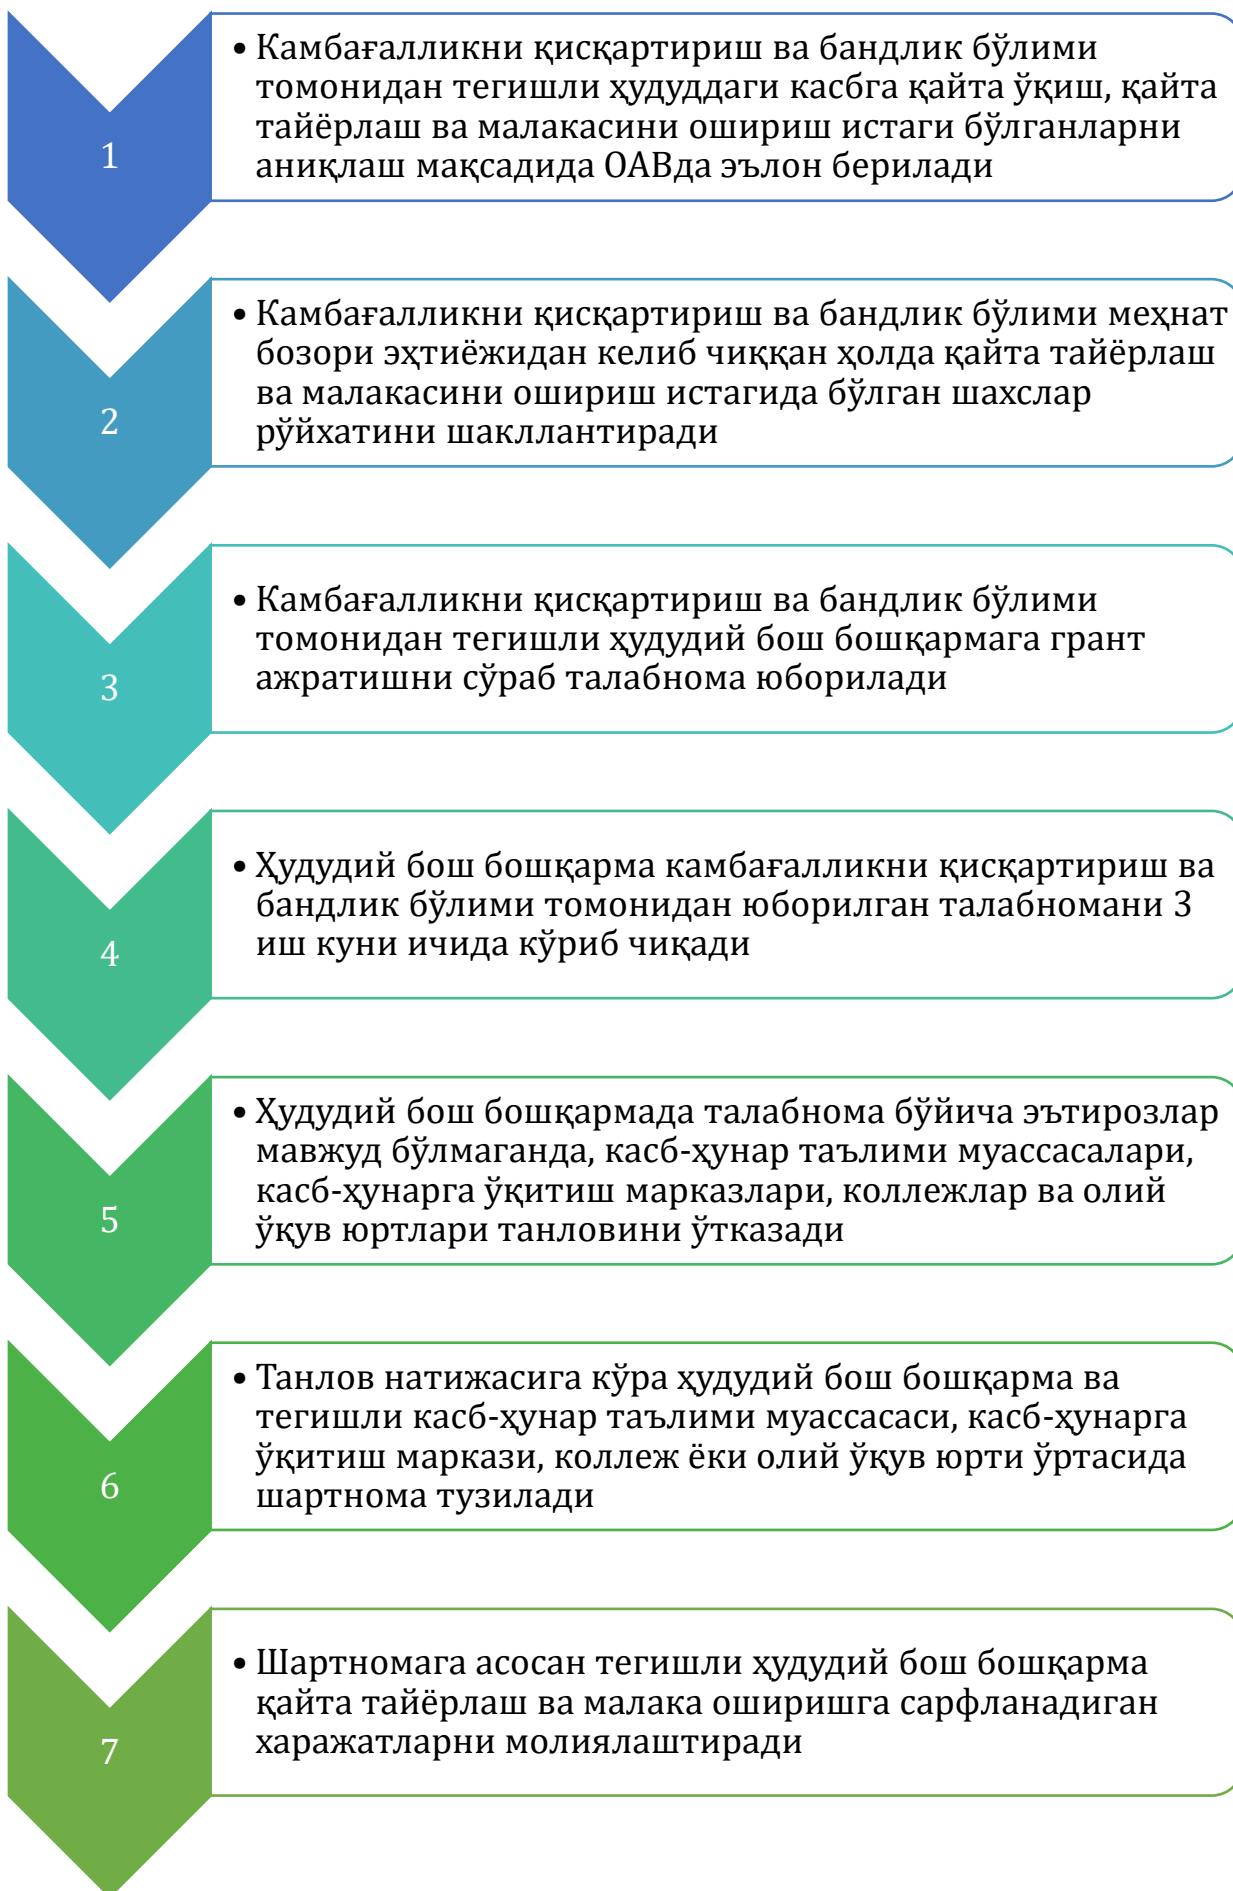 1
• Камбағалликни қисқартириш ва бандлик бўлими
томонидан тегишли ҳудуддаги касбга қайта ўқиш, қайта
тайёрлаш ва малакасини ошириш истаги бўлганларни
аниқлаш мақсадида ОАВда эълон берилади
2
• Камбағалликни қисқартириш ва бандлик бўлими меҳнат
бозори эҳтиёжидан келиб чиққан ҳолда қайта тайёрлаш
ва малакасини ошириш истагида бўлган шахслар
рўйхатини шакллантиради
3
• Камбағалликни қисқартириш ва бандлик бўлими
томонидан тегишли ҳудудий бош бошқармага грант
ажратишни сўраб талабнома юборилади
4
• Ҳудудий бош бошқарма камбағалликни қисқартириш ва
бандлик бўлими томонидан юборилган талабномани 3
иш куни ичида кўриб чиқади
5
• Ҳудудий бош бошқармада талабнома бўйича эътирозлар
мавжуд бўлмаганда, касб-ҳунар таълими муассасалари,
касб-ҳунарга ўқитиш марказлари, коллежлар ва олий
ўқув юртлари танловини ўтказади
6
• Танлов натижасига кўра ҳудудий бош бошқарма ва
тегишли касб-ҳунар таълими муассасаси, касб-ҳунарга
ўқитиш маркази, коллеж ёки олий ўқув юрти ўртасида
шартнома тузилади
7
• Шартномага асосан тегишли ҳудудий бош бошқарма
қайта тайёрлаш ва малака оширишга сарфланадиган
харажатларни молиялаштиради